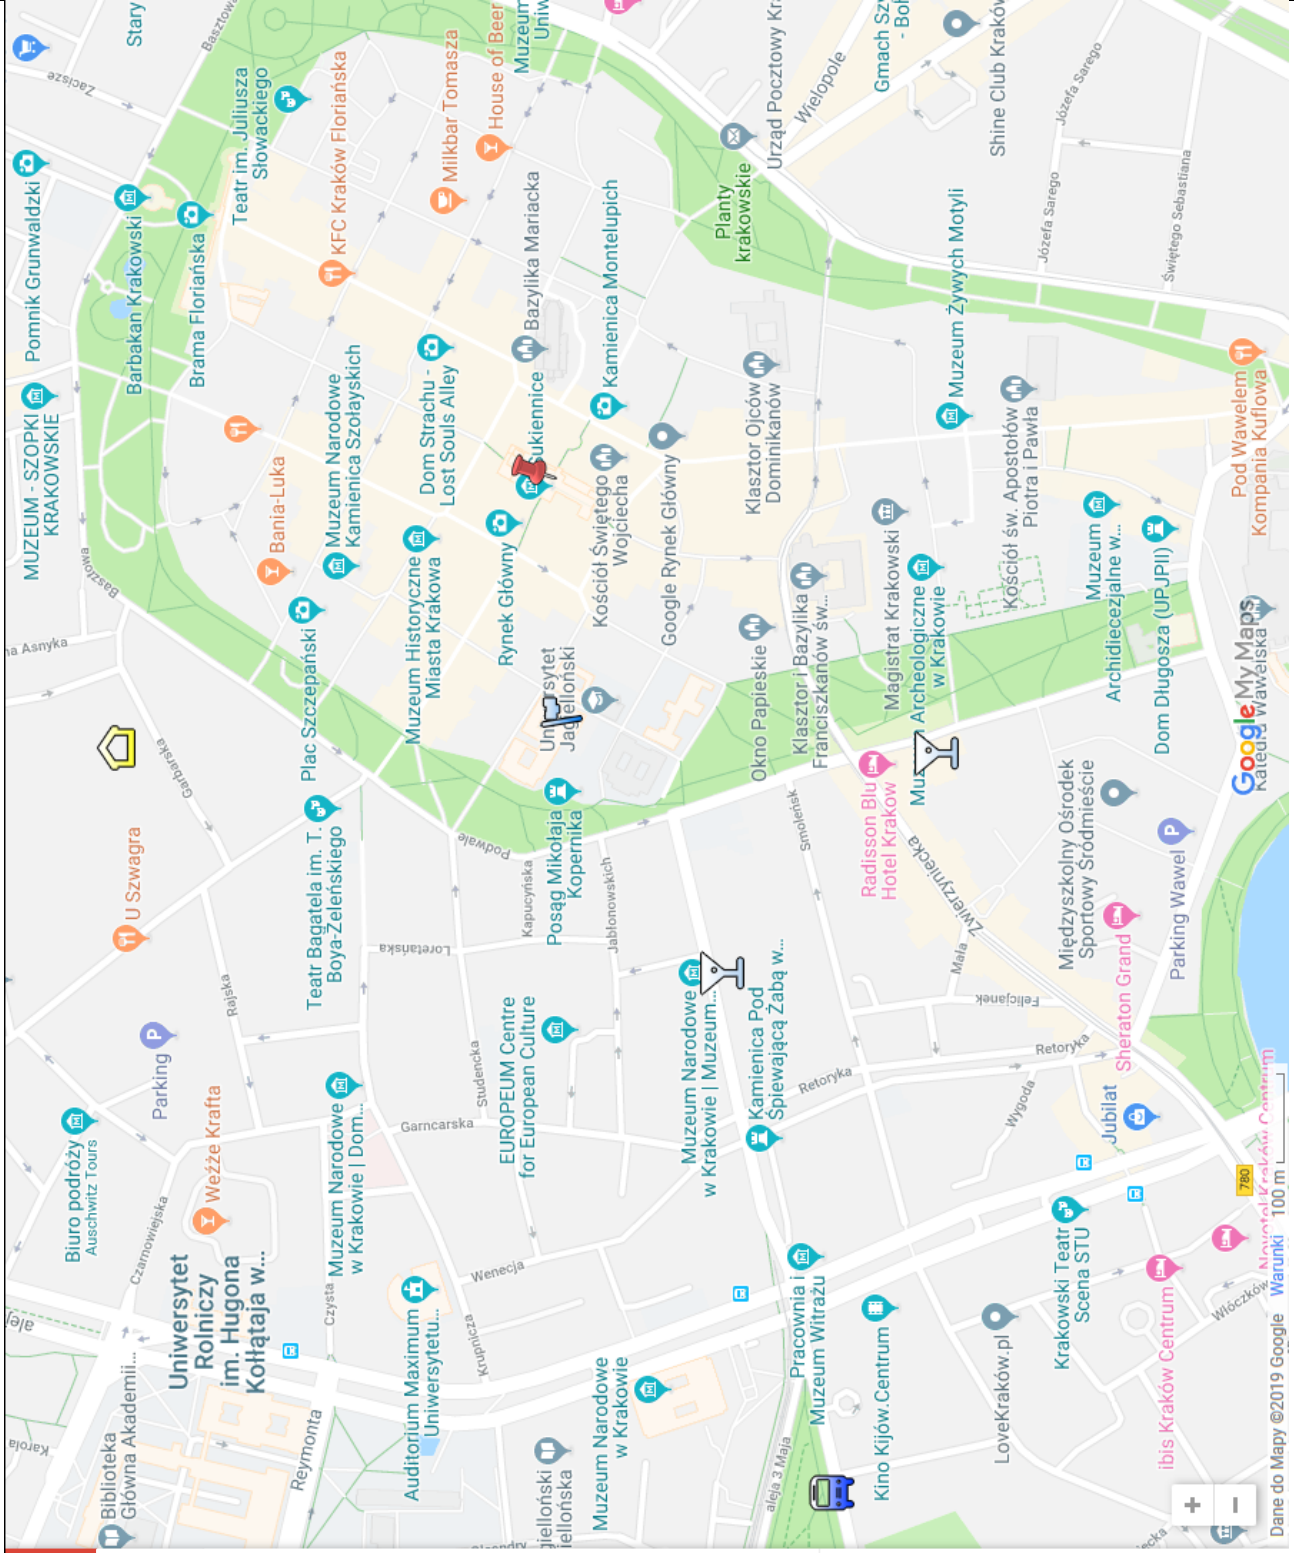 Stary
Basztowa
Zacisze
Teatr im. Juliusza
Słowackiego
KFC Kraków Floriańska
Milkbar Tomasza
House of Beer
Muzeum
Uniw
Urząd Pocztowy Kr
Wielopole
Gmach Sz
- Boh
Shine Club Kraków
Józefa Sarego
Józefa Sarego
Świętego Sebastiana
Pomnik Grunwaldzki
Barbakan Krakowski
Brama Floriańska
MUZEUM - SZOPKI
KRAKOWSKIE
Bania-Luka
Muzeum Narodowe
Kamienica Szołayskich
Dom Strachu -
Lost Souls Alley
Bazylika Mariacka
Sukiennice
Kamienica Montelupich
Planty
krakowskie
Muzeum Żywych Motyli
Klasztor Ojców
Dominikanów
Kościół Świętego
Wojciecha
Google Rynek Główny
Rynek Główny
Muzeum Historyczne
Miasta Krakowa
Plac Szczepański
Basztowa
na Asnyka
Garbarska
Kościół św. Apostołów
Piotra i Pawła
Pod Wawelem
Kompania Kuflowa
Magistrat Krakowski
Muzeum
Archidiecezjalne w...
Dom Długosza (UPJPII)
Archeologiczne
w Krakowie
Klasztor i Bazylika
Franciszkanów św...
Okno Papieskie
Katedra Wawelska
Google My Maps
Posąg Mikołaja
Kopernika
Podwale
Teatr Bagatela im. T.
Boya-Żeleńskiego
U Szwagra
Rajska
Loretańska
Kapucyńska
Jabłonowskich
Smoleńsk
Radisson Blu
Hotel Krakow
Zwierzyniecka
Międzyszkolny Ośrodek
Sportowy Śródmieście
Parking Wawel
Sheraton Grand
Mała
Felicjanek
Retoryka
Retoryka
Wygoda
Jubilat
Studencka
EUROPEUM Centre
for European Culture
Muzeum Narodowe
w Krakowie | Muzeum...
Kamienica Pod
Śpiewającą Żabą w...
Garncarska
Parking
Biuro podróży
Auschwitz Tours
Weźże Krafta
Czarnowiejska
Muzeum Narodowe
w Krakowie | Dom...
Wenecja
Krupnicza
Czysta
Uniwersytet
Rolniczy
im. Hugona
Kołłątaja w...
Auditorium Maximum
Uniwersytetu...
Reymonta
Karola
Biblioteka
Główna Akademii...
Muzeum Narodowe
w Krakowie
Pracownia i
Muzeum Witrażu
aleja 3 Maja
Kino Kijów.Centrum
LoveKraków.pl
Krakowski Teatr
Scena STU
ibis Kraków Centrum
Włóczków
780
Novotel Kraków Centrum
Dane do Mapy ©2019 Google Warunki 100 m